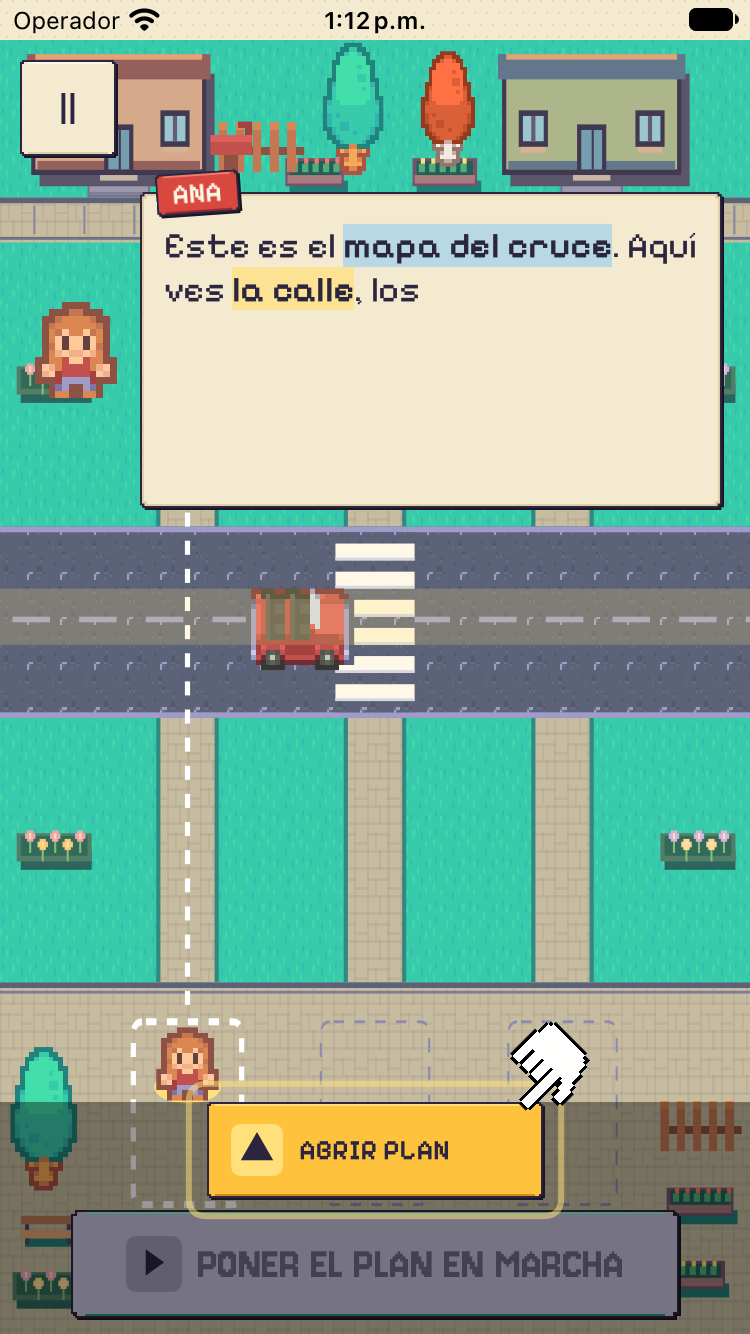 Operador
1:12 p.m.
ANA
Este es el mapa del cruce. Aquí
ves la calle, los
ABRIR PLAN
PONER EL PLAN EN MARCHA